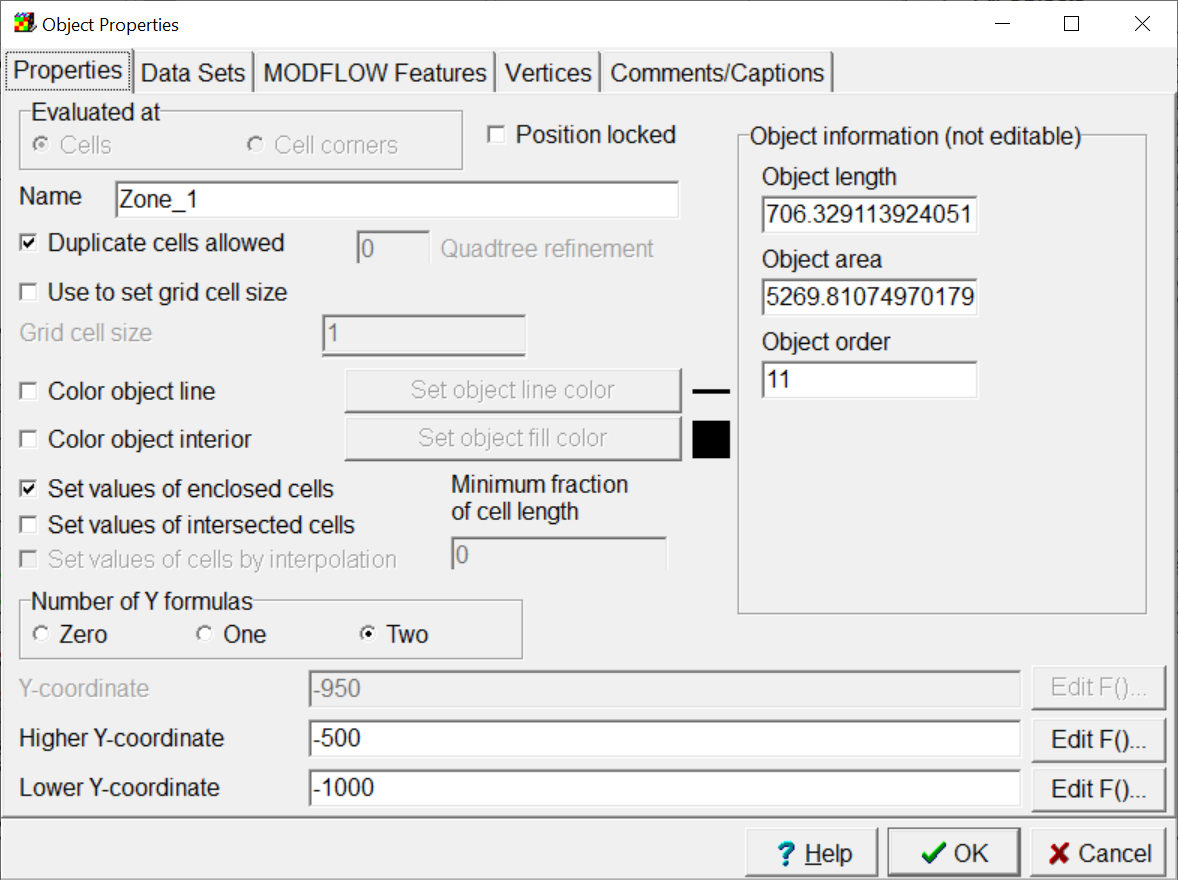 Object Properties
Properties Data Sets MODFLOW Features Vertices Comments/Captions
Evaluated at
Cells Cell corners
Position locked
Name Zone_1
Duplicate cells allowed 0 Quadtree refinement
Use to set grid cell size
Grid cell size 1
Color object line Set object line color
Color object interior Set object fill color
Set values of enclosed cells
Set values of intersected cells
Set values of cells by interpolation
Minimum fraction
of cell length
0
Number of Y formulas
Zero One Two
Object information (not editable)
Object length
706.329113924051
Object area
5269.81074970179
Object order
11
Y-coordinate -950 Edit F()...
Higher Y-coordinate -500 Edit F()...
Lower Y-coordinate -1000 Edit F()...
? Help OK Cancel